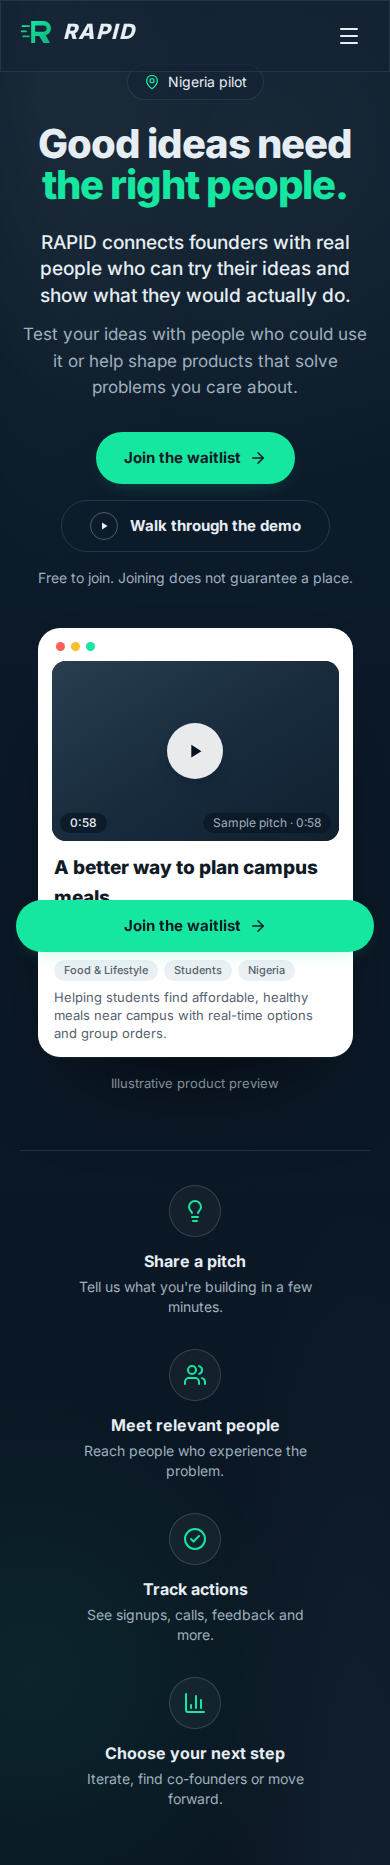 RAPID
Nigeria pilot
Good ideas need
the right people.
RAPID connects founders with real
people who can try their ideas and
show what they would actually do.
Test your ideas with people who could use
it or help shape products that solve
problems you care about.
Join the waitlist
Walk through the demo
Free to join. Joining does not guarantee a place.
0:58
Sample pitch · 0:58
A better way to plan campus
meals
Join the waitlist
Food & Lifestyle
Students
Nigeria
Helping students find affordable, healthy
meals near campus with real-time options
and group orders.
Illustrative product preview
Share a pitch
Tell us what you're building in a few
minutes.
Meet relevant people
Reach people who experience the
problem.
Track actions
See signups, calls, feedback and
more.
Choose your next step
Iterate, find co-founders or move
forward.